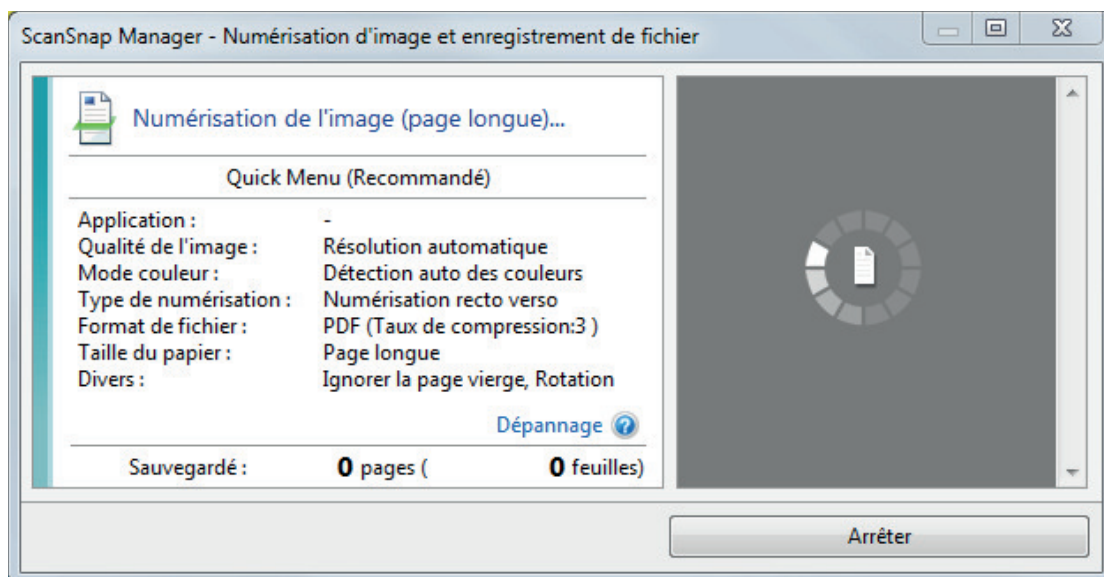 ScanSnap Manager - Numérisation d'image et enregistrement de fichier
Numérisation de l'image (page longue)...
Quick Menu (Recommandé)
Application : -
Qualité de l'image : Résolution automatique
Mode couleur : Détection auto des couleurs
Type de numérisation : Numérisation recto verso
Format de fichier : PDF (Taux de compression:3 )
Taille du papier : Page longue
Divers : Ignorer la page vierge, Rotation
Dépannage
Sauvegardé : 0 pages ( 0 feuilles)
Arrêter